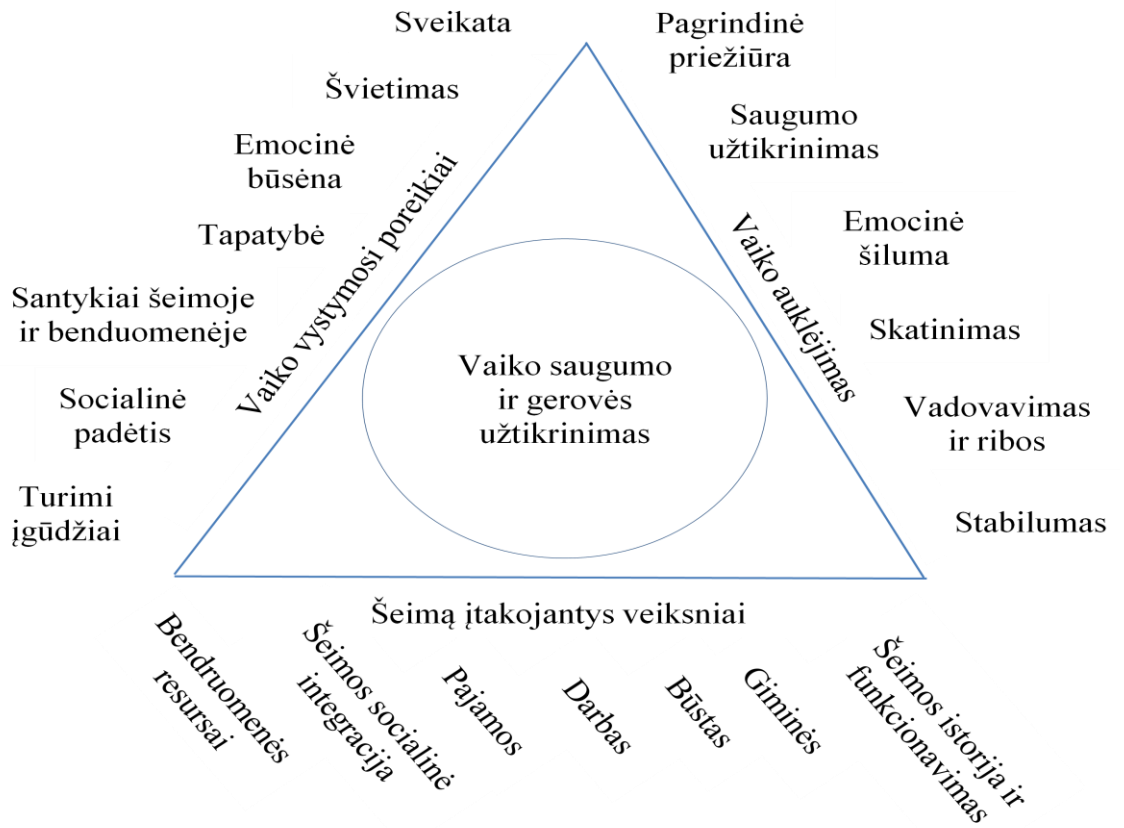 Sveikata
Švietimas
Emocinė
būsėna
Tapatybė
Santykiai šeimoje
ir benduomenėje
Socialinė
padėtis
Turimi
įgūdžiai
Vaiko vystymosi poreikiai
Pagrindinė
priežiūra
Saugumo
užtikrinimas
Emocinė
šiluma
Skatinimas
Vadovavimas
ir ribos
Stabilumas
Vaiko auklėjimas
Vaiko saugumo
ir gerovės
užtikrinimas
Šeimą įtakojantys veiksniai
Bendruomenės
resursai
Šeimos socialinė
integracija
Pajamos
Darbas
Būstas
Giminės
Šeimos istorija ir
funkcionavimas